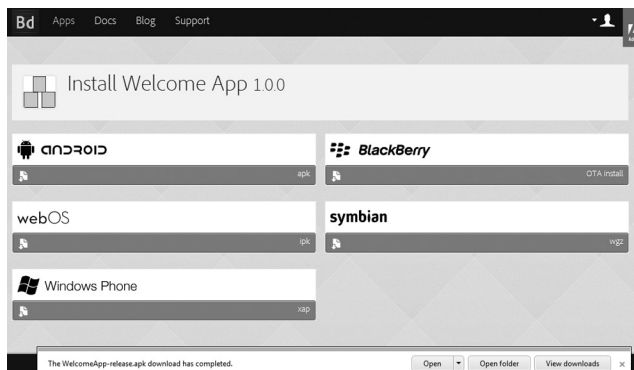 Bd Apps Docs Blog Support
Install Welcome App 1.0.0
android
BlackBerry
apk
OTA install
webOS
symbian
ipk
wgz
Windows Phone
xap
The WelcomeApp-release.apk download has completed. Open Open folder View downloads x